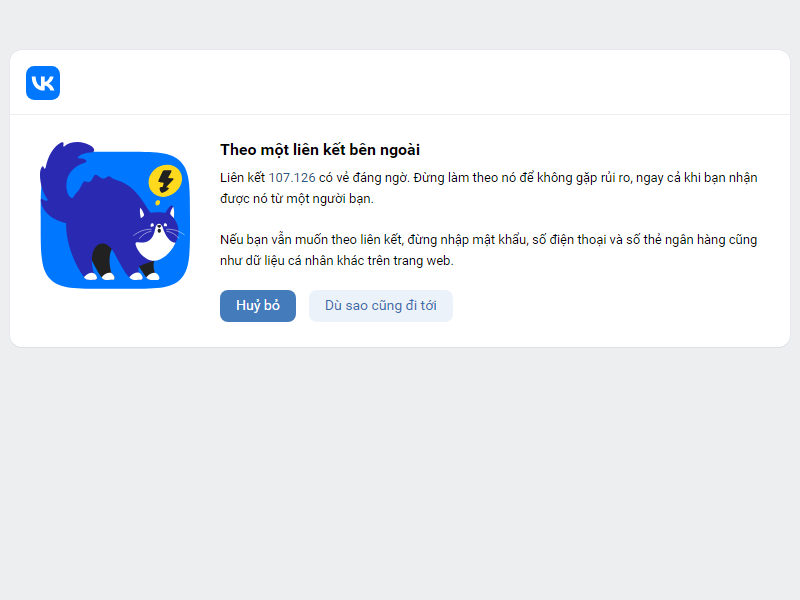 VK
Theo một liên kết bên ngoài
Liên kết 107.126 có vẻ đáng ngờ. Đừng làm theo nó để không gặp rủi ro, ngay cả khi bạn nhận
được nó từ một người bạn.
Nếu bạn vẫn muốn theo liên kết, đừng nhập mật khẩu, số điện thoại và số thẻ ngân hàng cũng
như dữ liệu cá nhân khác trên trang web.
Huỷ bỏ
Dù sao cũng đi tới